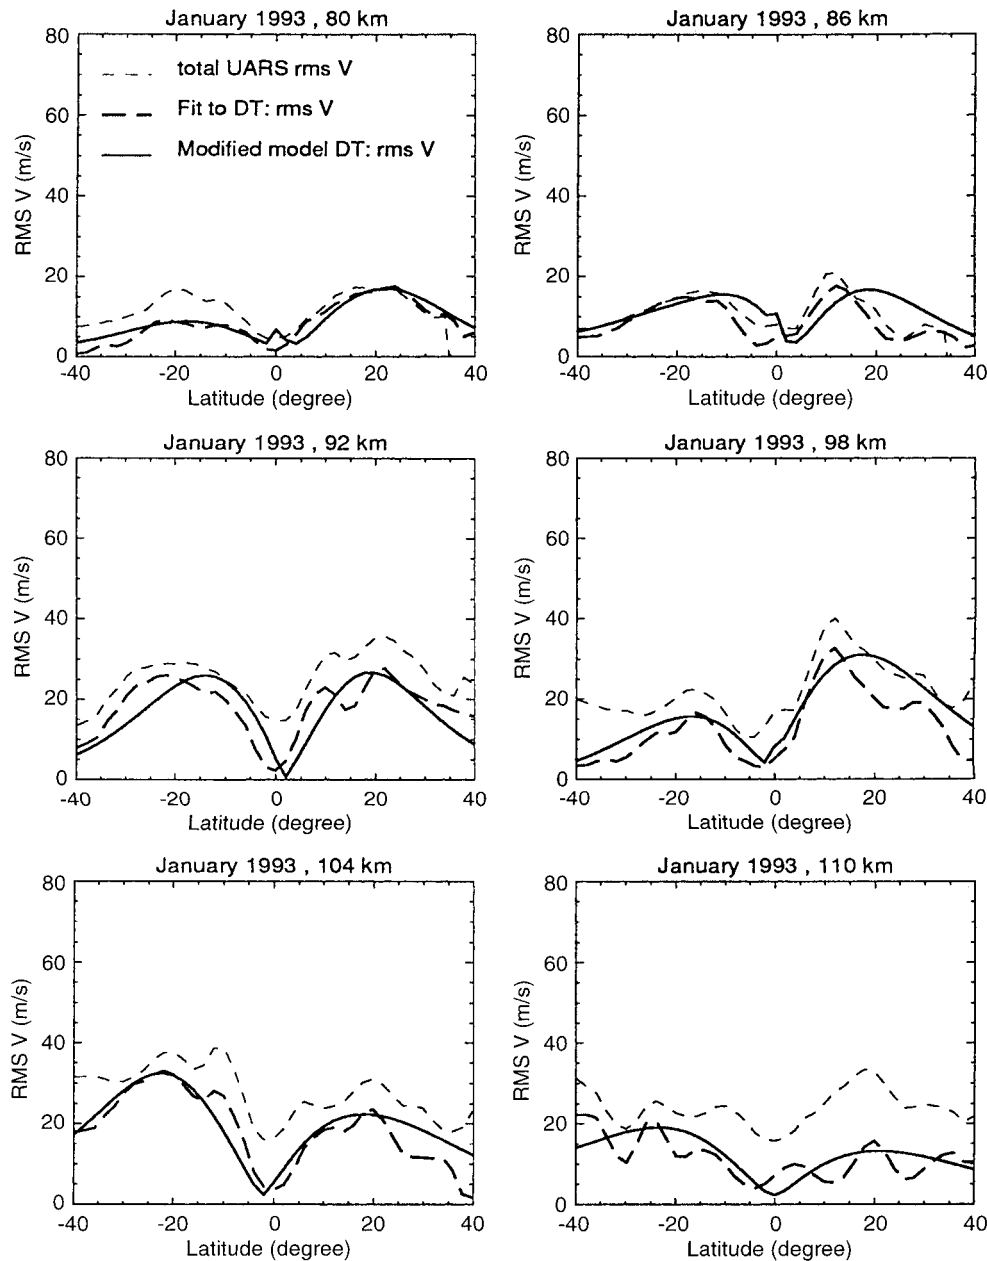 January 1993 , 80 km
80
60
40
20
0
RMS V (m/s)
total UARS rms V
Fit to DT: rms V
Modified model DT: rms V
-40 -20 0 20 40
Latitude (degree)
January 1993 , 86 km
80
60
40
20
0
RMS V (m/s)
-40 -20 0 20 40
Latitude (degree)
January 1993 , 92 km
80
60
40
20
0
RMS V (m/s)
-40 -20 0 20 40
Latitude (degree)
January 1993 , 98 km
80
60
40
20
0
RMS V (m/s)
-40 -20 0 20 40
Latitude (degree)
January 1993 , 104 km
80
60
40
20
0
RMS V (m/s)
-40 -20 0 20 40
Latitude (degree)
January 1993 , 110 km
80
60
40
20
0
RMS V (m/s)
-40 -20 0 20 40
Latitude (degree)